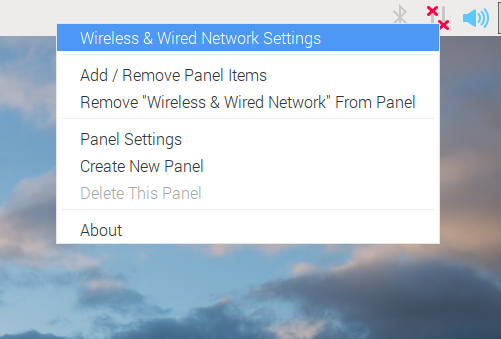 Wireless & Wired Network Settings
Add / Remove Panel Items
Remove "Wireless & Wired Network" From Panel
Panel Settings
Create New Panel
Delete This Panel
About